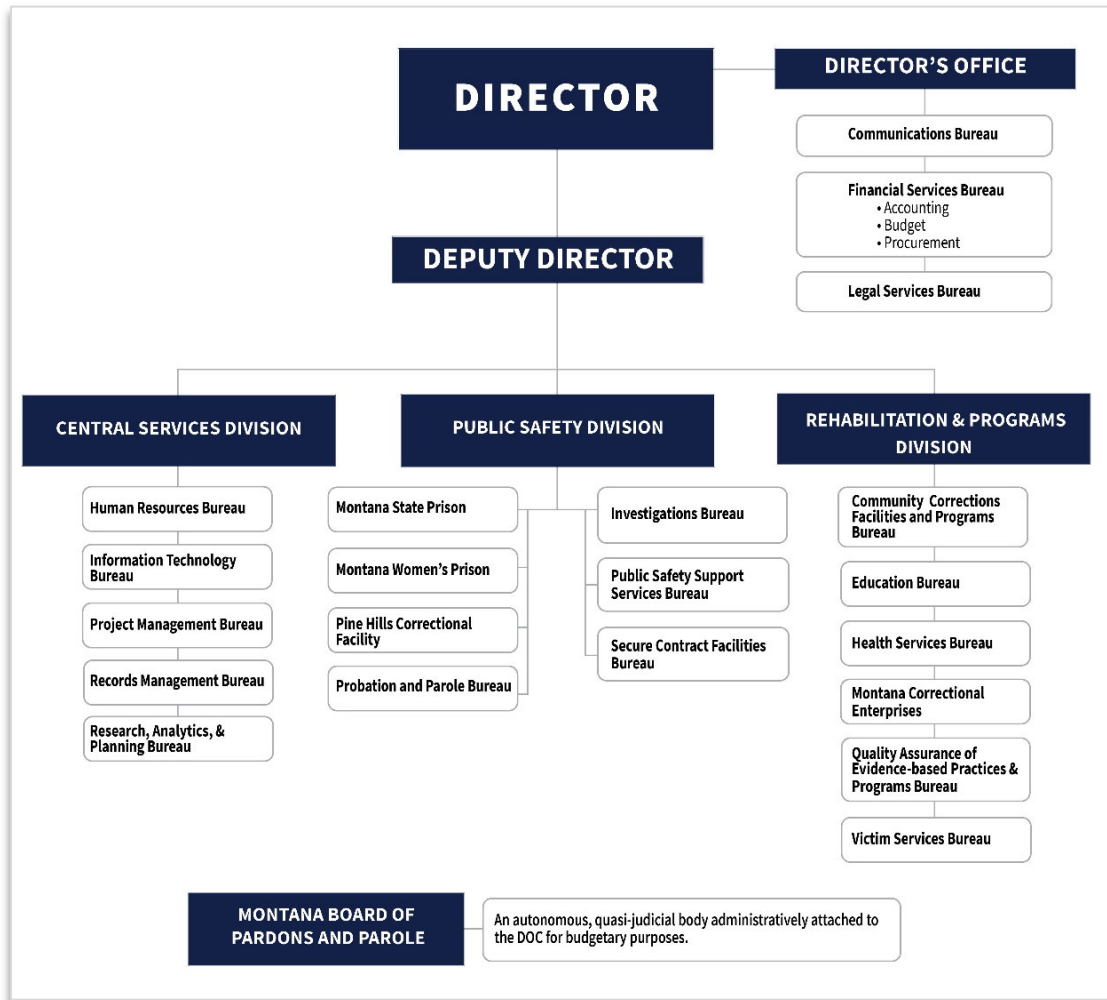 DIRECTOR
DIRECTOR’S OFFICE
Communications Bureau
Financial Services Bureau
• Accounting
• Budget
• Procurement
Legal Services Bureau
DEPUTY DIRECTOR
CENTRAL SERVICES DIVISION
Human Resources Bureau
Information Technology
Bureau
Project Management Bureau
Records Management Bureau
Research, Analytics, &
Planning Bureau
PUBLIC SAFETY DIVISION
Montana State Prison
Montana Women’s Prison
Pine Hills Correctional
Facility
Probation and Parole Bureau
Investigations Bureau
Public Safety Support
Services Bureau
Secure Contract Facilities
Bureau
REHABILITATION & PROGRAMS
DIVISION
Community Corrections
Facilities and Programs
Bureau
Education Bureau
Health Services Bureau
Montana Correctional
Enterprises
Quality Assurance of
Evidence-based Practices &
Programs Bureau
Victim Services Bureau
MONTANA BOARD OF
PARDONS AND PAROLE
An autonomous, quasi-judicial body administratively attached to
the DOC for budgetary purposes.